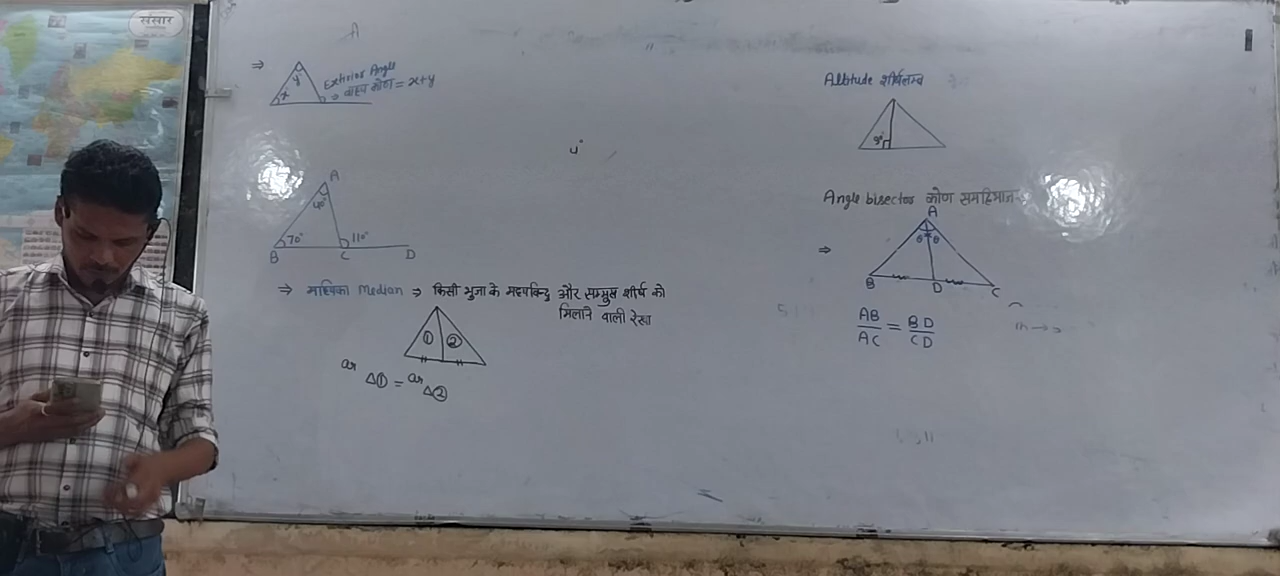 संसार
⇒
y
x
Exterior Angle
⇒ बाह्य कोण = x+y
A
40°
70°
110°
B C D
⇒ माध्यिका Median ⇒ किसी भुजा के मध्यबिन्दु और सम्मुख शीर्ष को
मिलाने वाली रेखा
① ②
ar Δ① = ar Δ②
4°
Altitude शीर्षलम्ब
90°
Angle bisector कोण समद्विभाज
⇒
A
θ θ
B D C
AB/AC = BD/CD